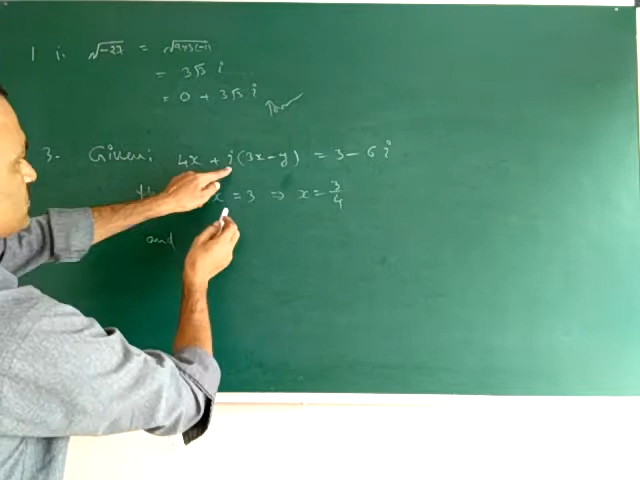 1 i. √-27 = √9×3(-1)
= 3√3 i
= 0 + 3√3 i
3. Given: 4x + i(3x-y) = 3-6i
x = 3 ⇒ x = 3/4
and